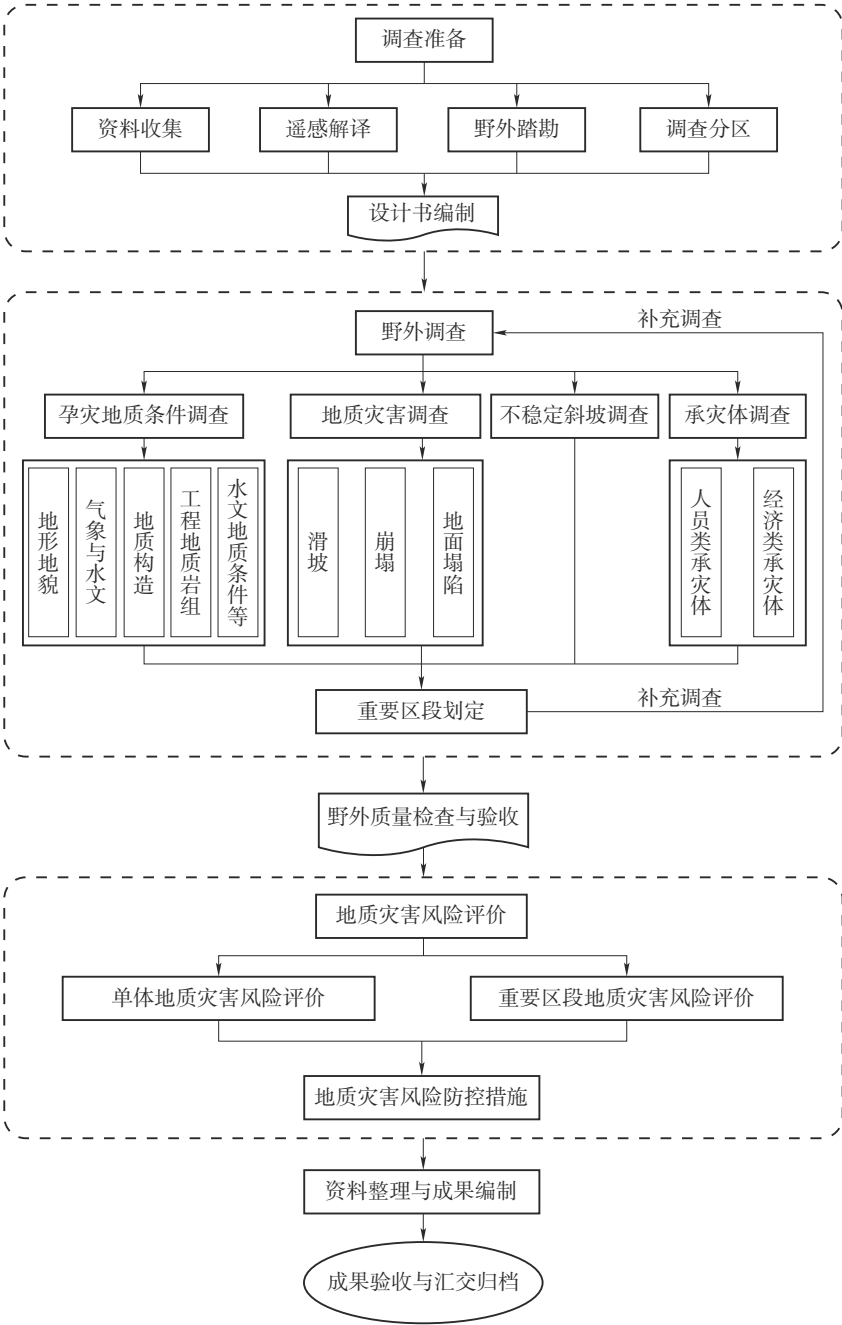 调查准备
资料收集
遥感解译
野外踏勘
调查分区
设计书编制
野外调查
补充调查
孕灾地质条件调查
地质灾害调查
不稳定斜坡调查
承灾体调查
地形地貌
气象与水文
地质构造
工程地质岩组
水文地质条件等
滑坡
崩塌
地面塌陷
人员类承灾体
经济类承灾体
重要区段划定
补充调查
野外质量检查与验收
地质灾害风险评价
单体地质灾害风险评价
重要区段地质灾害风险评价
地质灾害风险防控措施
资料整理与成果编制
成果验收与汇交归档